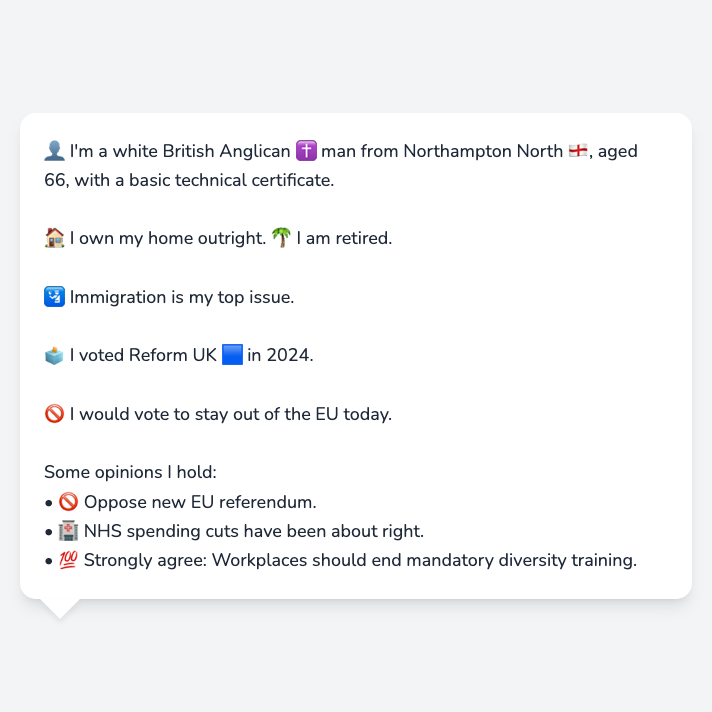 👤 I'm a white British Anglican ✝️ man from Northampton North 🏴󠁧󠁢󠁥󠁮󠁧󠁿, aged
66, with a basic technical certificate.
🏠 I own my home outright. 🌴 I am retired.
🛂 Immigration is my top issue.
🗳️ I voted Reform UK 🟦 in 2024.
🚫 I would vote to stay out of the EU today.
Some opinions I hold:
• 🚫 Oppose new EU referendum.
• 🏥 NHS spending cuts have been about right.
• 💯 Strongly agree: Workplaces should end mandatory diversity training.